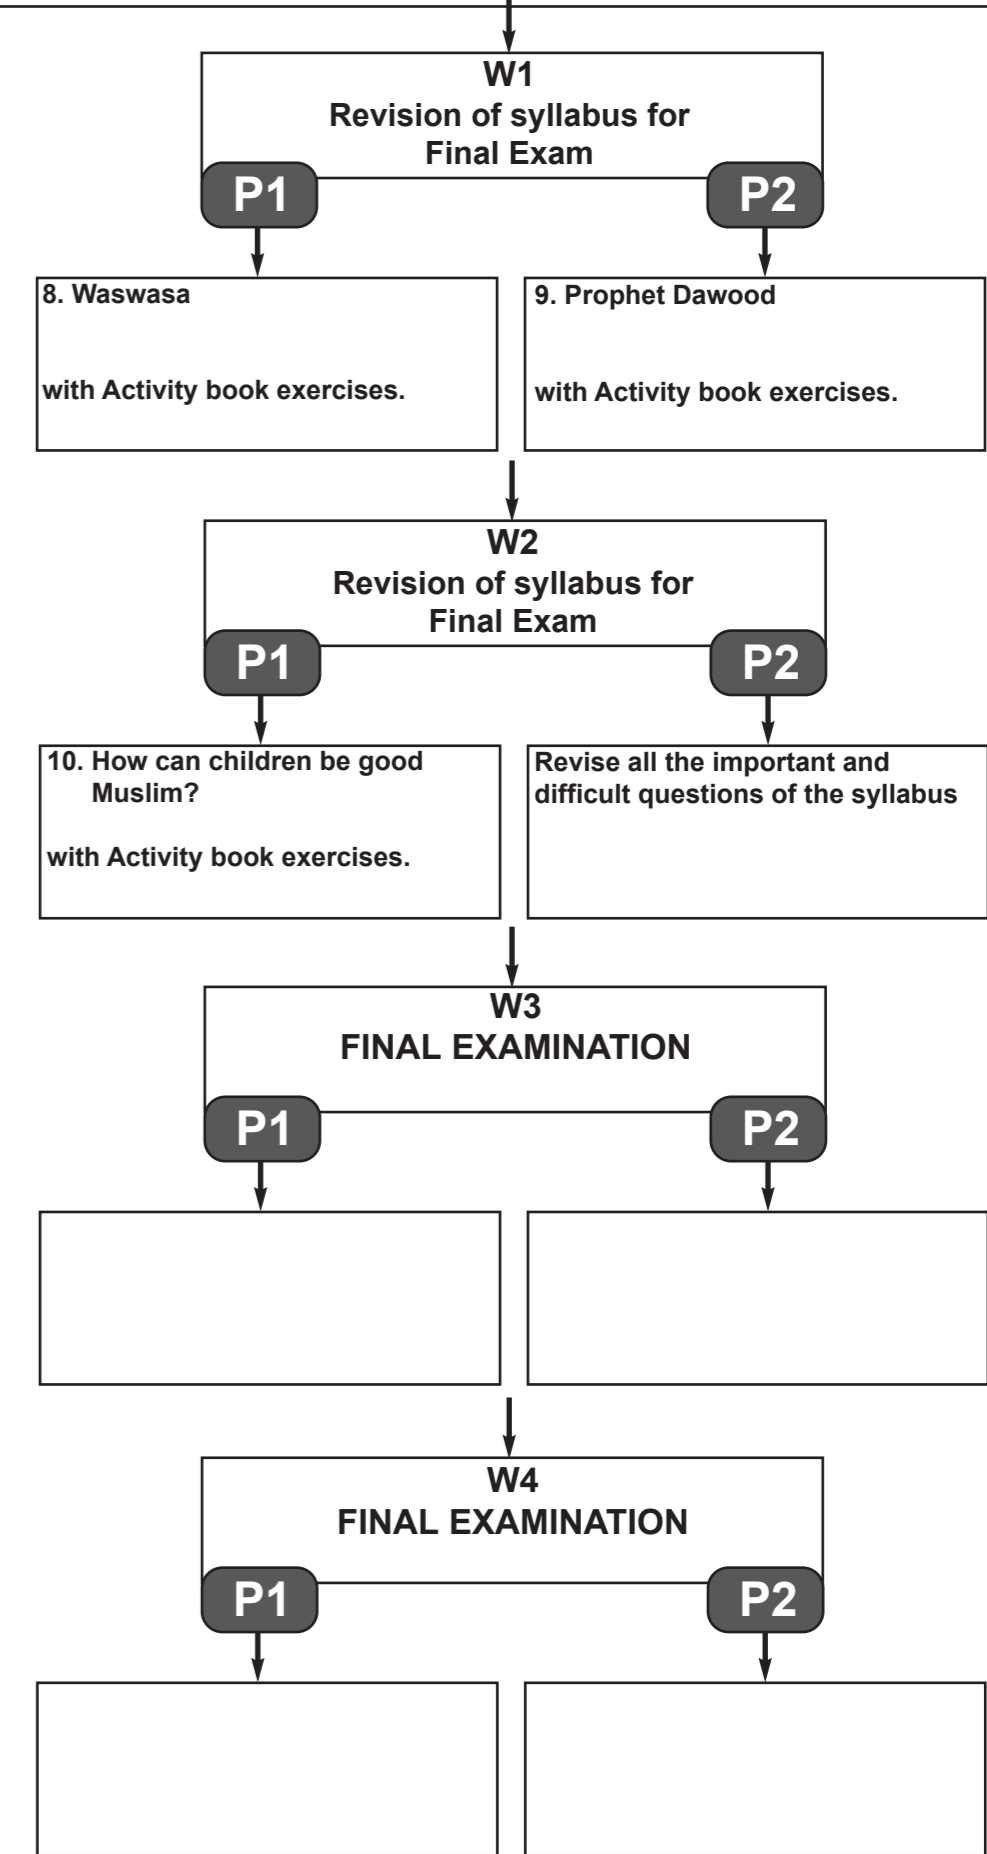 W1
Revision of syllabus for
Final Exam
P1
P2
8. Waswasa
with Activity book exercises.
9. Prophet Dawood
with Activity book exercises.
W2
Revision of syllabus for
Final Exam
P1
P2
10. How can children be good
Muslim?
with Activity book exercises.
Revise all the important and
difficult questions of the syllabus
W3
FINAL EXAMINATION
P1
P2
W4
FINAL EXAMINATION
P1
P2